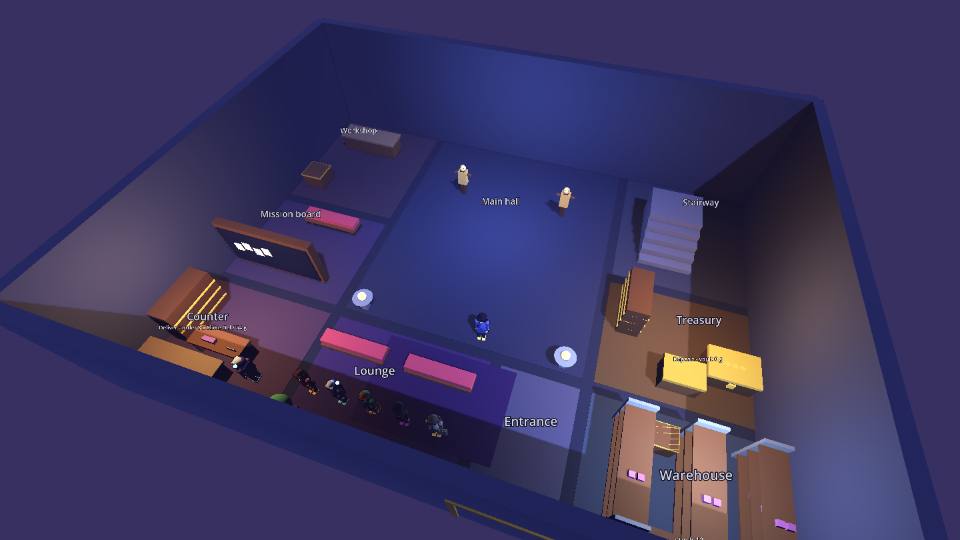 Workshop
Main hall
Stairway
Mission board
Counter
Treasury
Lounge
Entrance
Warehouse